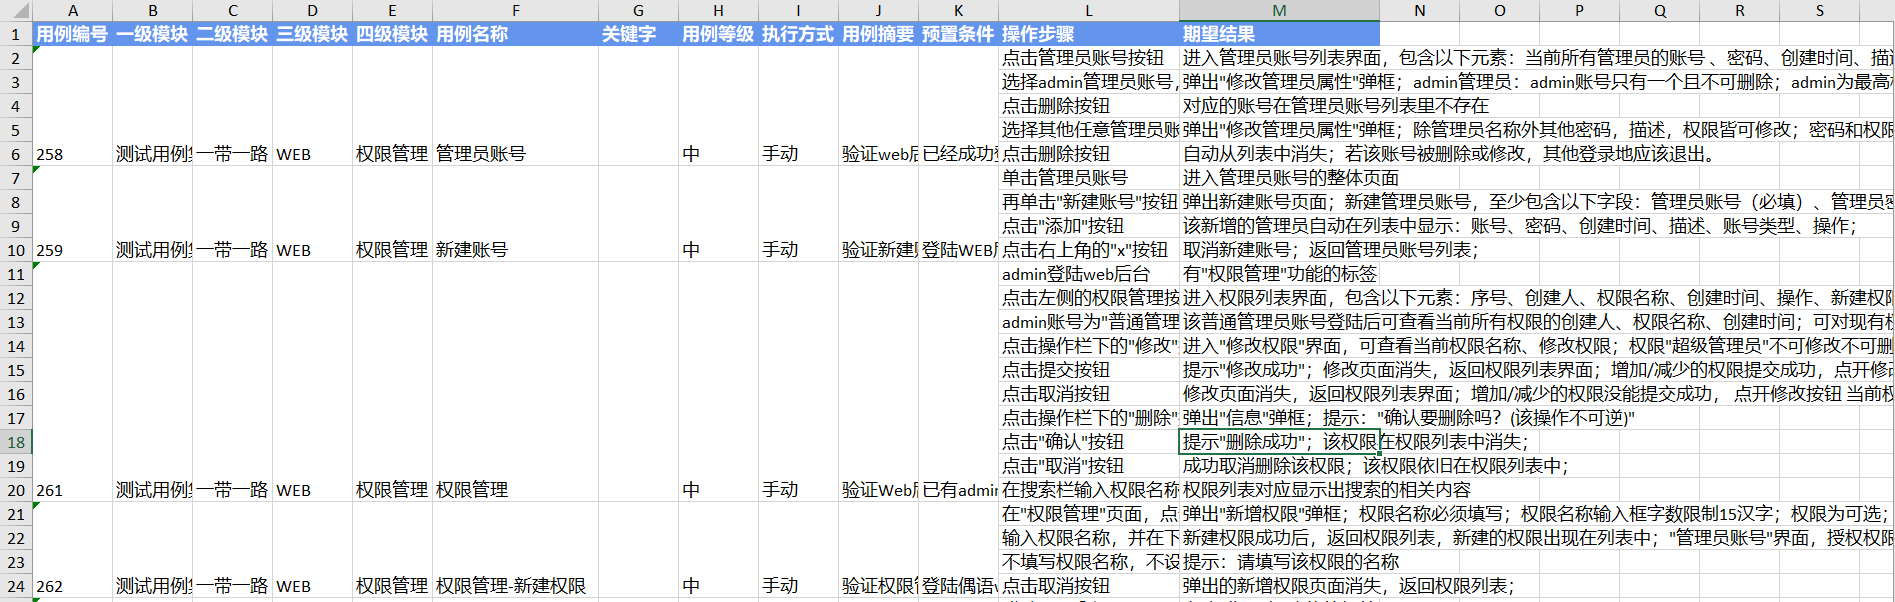 A B C D E F G H I J K L M N O P Q R S
1 用例编号 一级模块 二级模块 三级模块 四级模块 用例名称 关键字 用例等级 执行方式 用例摘要 预置条件 操作步骤 期望结果
2 点击管理员账号按钮 进入管理员账号列表界面，包含以下元素：当前所有管理员的账号 、密码、创建时间、描
3 选择admin管理员账号， 弹出"修改管理员属性"弹框；admin管理员：admin账号只有一个且不可删除；admin为最高
4 点击删除按钮 对应的账号在管理员账号列表里不存在
5 选择其他任意管理员账 弹出"修改管理员属性"弹框；除管理员名称外其他密码，描述，权限皆可修改；密码和权限
6 258 测试用例 一带一路 WEB 权限管理 管理员账号 中 手动 验证web后 已经成功 点击删除按钮 自动从列表中消失；若该账号被删除或修改，其他登录地应该退出。
7 单击管理员账号 进入管理员账号的整体页面
8 再单击"新建账号"按钮 弹出新建账号页面；新建管理员账号，至少包含以下字段：管理员账号（必填）、管理员密
9 点击"添加"按钮 该新增的管理员自动在列表中显示：账号、密码、创建时间、描述、账号类型、操作；
10 259 测试用例 一带一路 WEB 权限管理 新建账号 中 手动 验证新建 登陆WEB后 点击右上角的"x"按钮 取消新建账号；返回管理员账号列表；
11 admin登陆web后台 有"权限管理"功能的标签
12 点击左侧的权限管理按 进入权限列表界面，包含以下元素：序号、创建人、权限名称、创建时间、操作、新建权限
13 admin账号为"普通管理 该普通管理员账号登陆后可查看当前所有权限的创建人、权限名称、创建时间；可对现有权
14 点击操作栏下的"修改" 进入"修改权限"界面，可查看当前权限名称、修改权限；权限"超级管理员"不可修改不可删
15 点击提交按钮 提示"修改成功"；修改页面消失，返回权限列表界面；增加/减少的权限提交成功，点开修改
16 点击取消按钮 修改页面消失，返回权限列表界面；增加/减少的权限没能提交成功， 点开修改按钮 当前权
17 点击操作栏下的"删除" 弹出"信息"弹框；提示："确认要删除吗？(该操作不可逆)"
18 点击"确认"按钮 提示"删除成功"；该权限在权限列表中消失；
19 点击"取消"按钮 成功取消删除该权限；该权限依旧在权限列表中；
20 261 测试用例 一带一路 WEB 权限管理 权限管理 中 手动 验证Web后 已有admin 在搜索栏输入权限名称 权限列表对应显示出搜索的相关内容
21 在"权限管理"页面，点 弹出"新增权限"弹框；权限名称必须填写；权限名称输入框字数限制15汉字；权限为可选；
22 输入权限名称，并在下 新建权限成功后，返回权限列表，新建的权限出现在列表中；"管理员账号"界面，授权权限
23 不填写权限名称，不设 提示：请填写该权限的名称
24 262 测试用例 一带一路 WEB 权限管理 权限管理-新建权限 中 手动 验证权限管 登陆偶语 点击取消按钮 弹出的新增权限页面消失，返回权限列表；